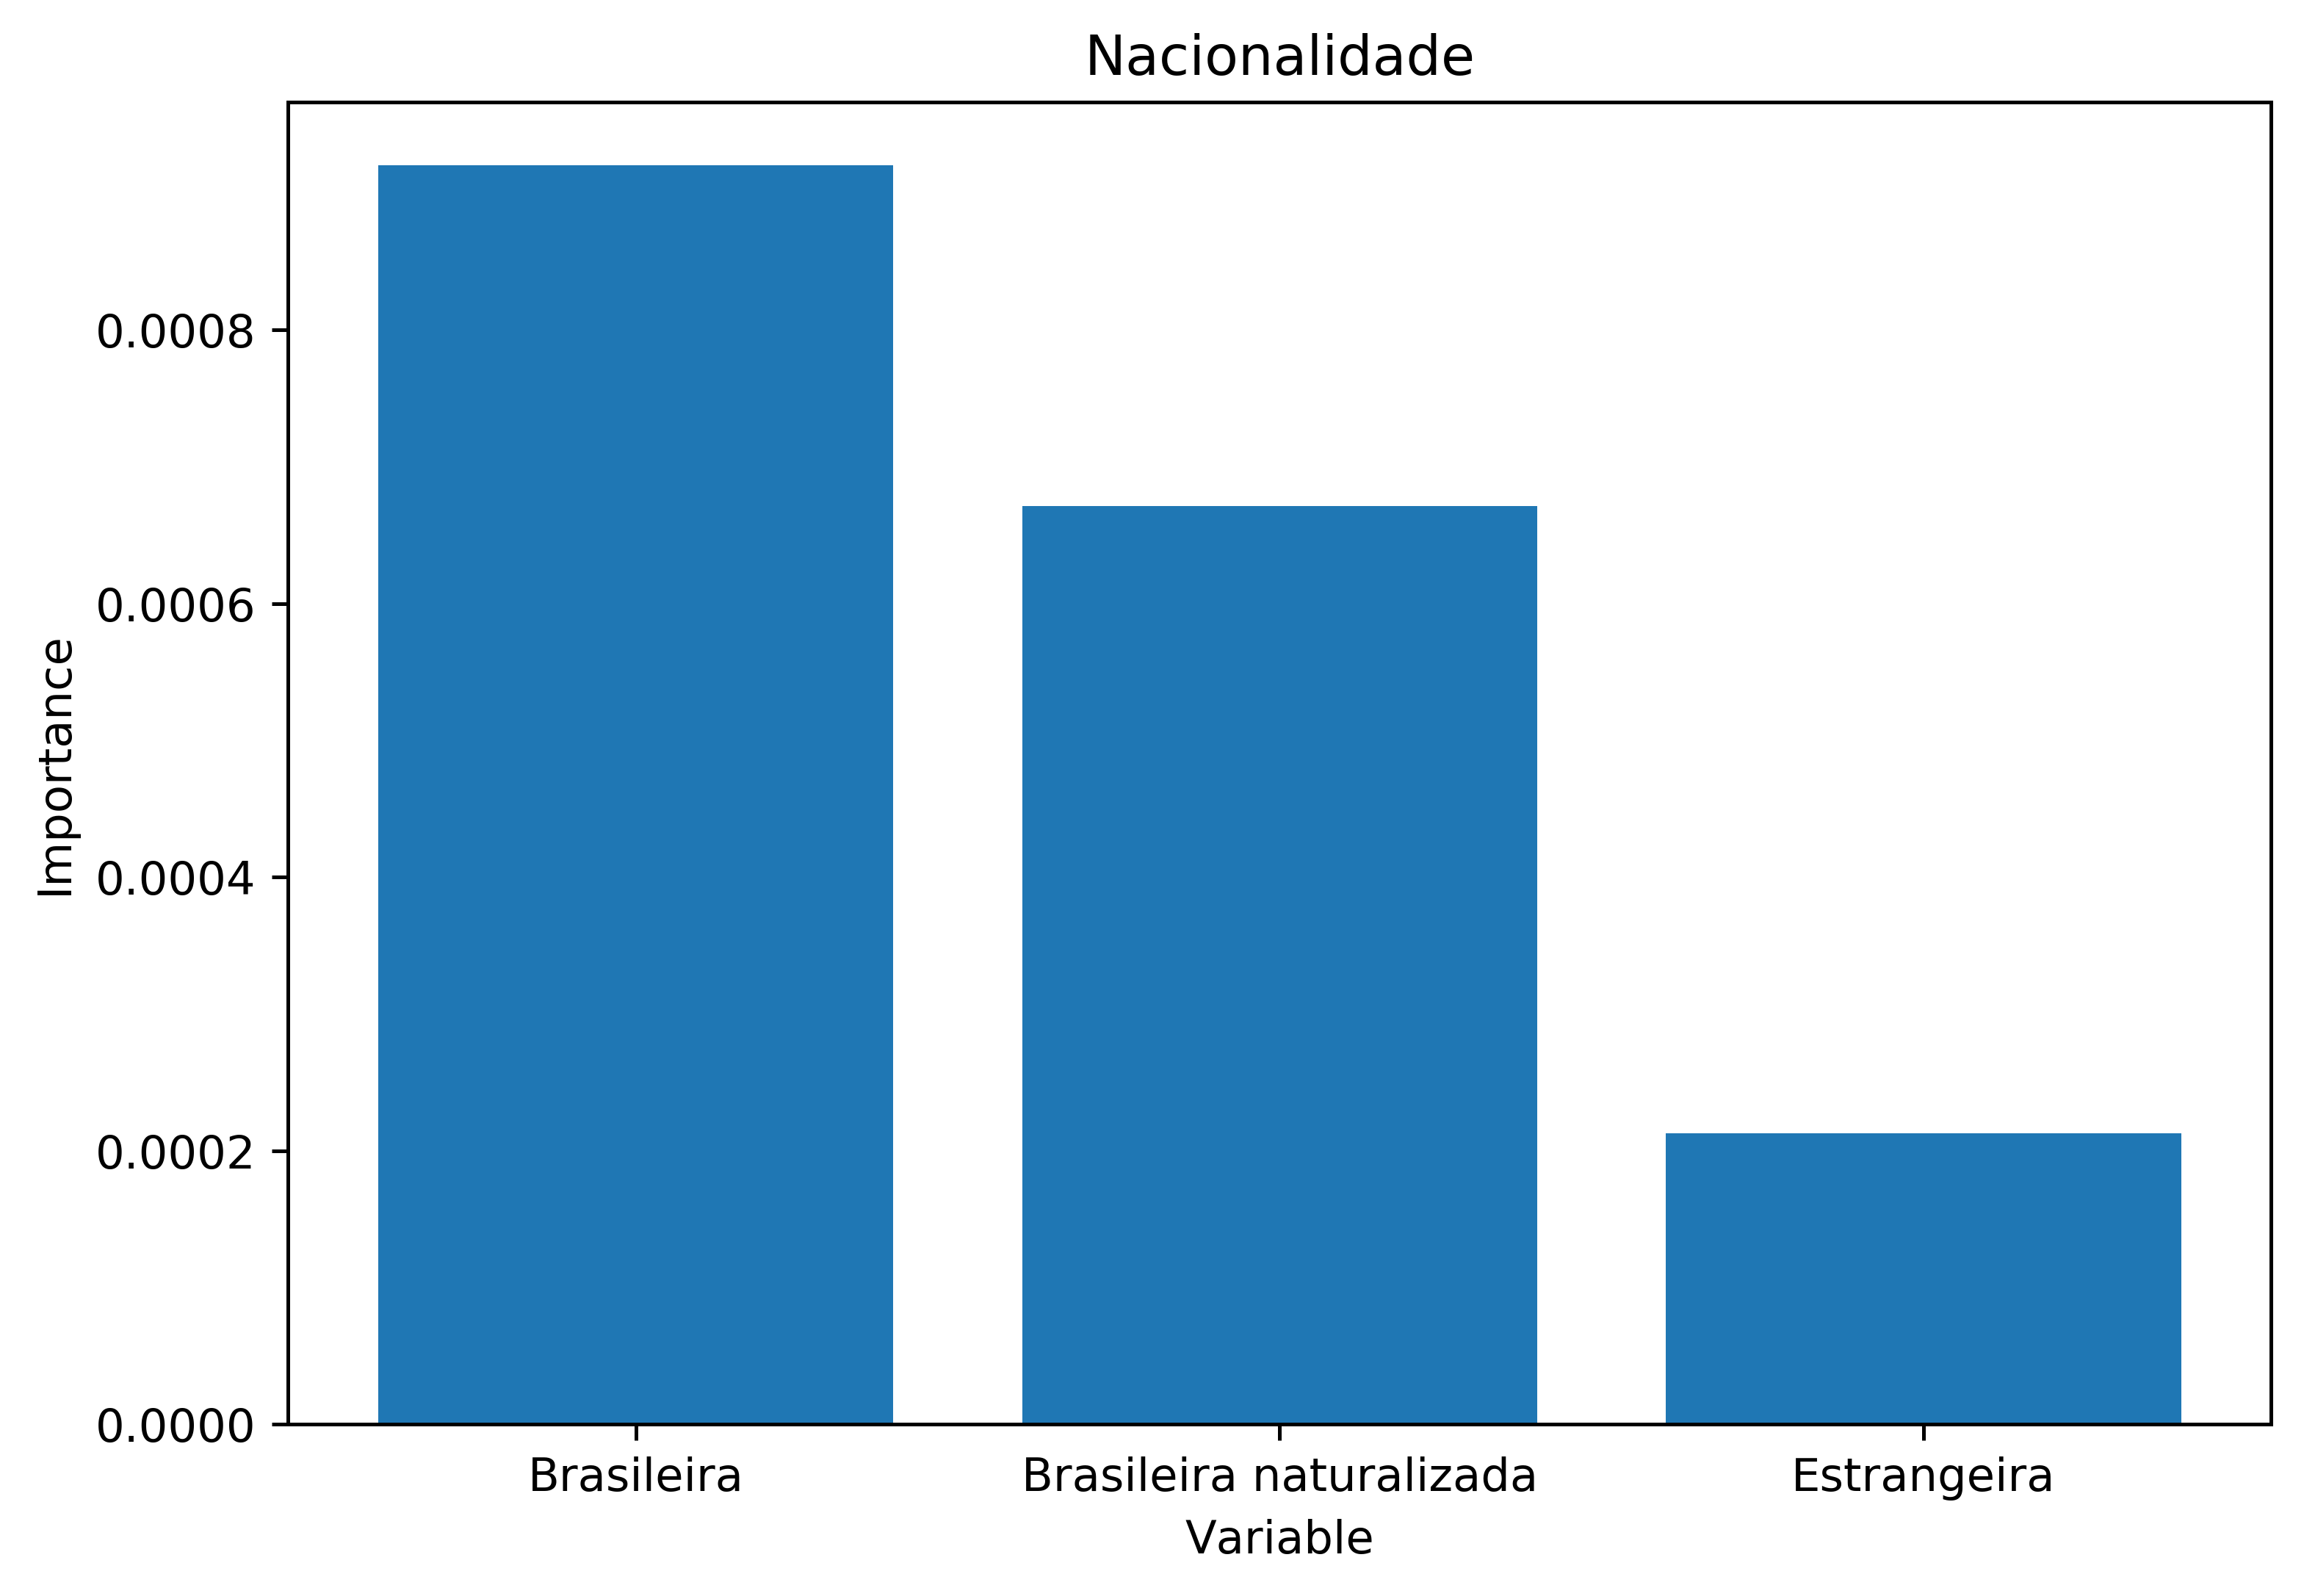 Nacionalidade
Importance
0.0008
0.0006
0.0004
0.0002
0.0000
Brasileira
Brasileira naturalizada
Estrangeira
Variable